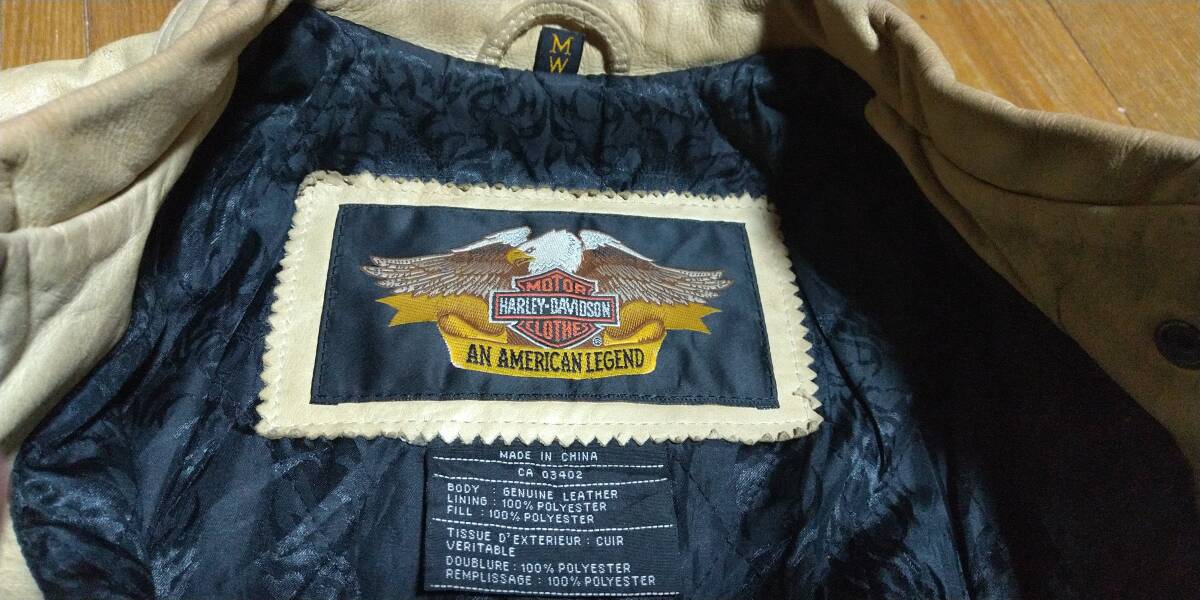 M
W
MOTOR
HARLEY-DAVIDSON
CLOTHES
®
AN AMERICAN LEGEND
MADE IN CHINA
CA 03402
BODY : GENUINE LEATHER
LINING : 100% POLYESTER
FILL : 100% POLYESTER
TISSUE D'EXTERIEUR : CUIR
VERITABLE
DOUBLURE : 100% POLYESTER
REMPLISSAGE : 100% POLYESTER